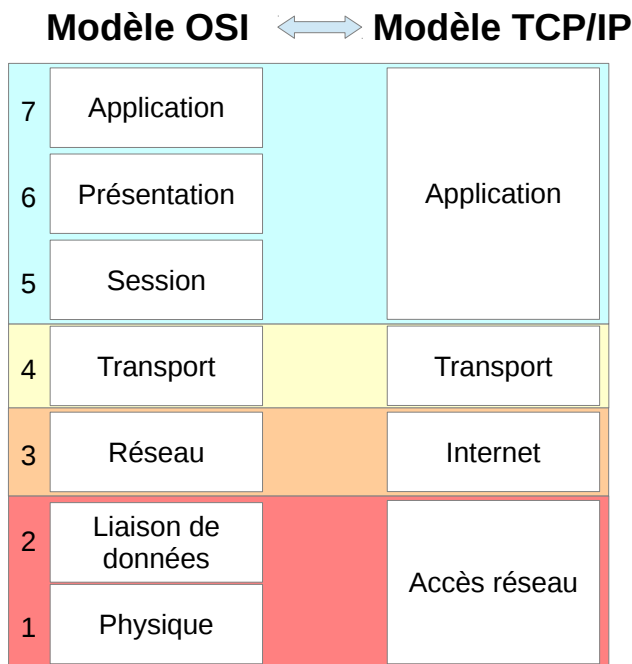 Modèle OSI Modèle TCP/IP
7 Application
6 Présentation
Application
5 Session
4 Transport Transport
3 Réseau Internet
2 Liaison de
données
Accès réseau
1 Physique